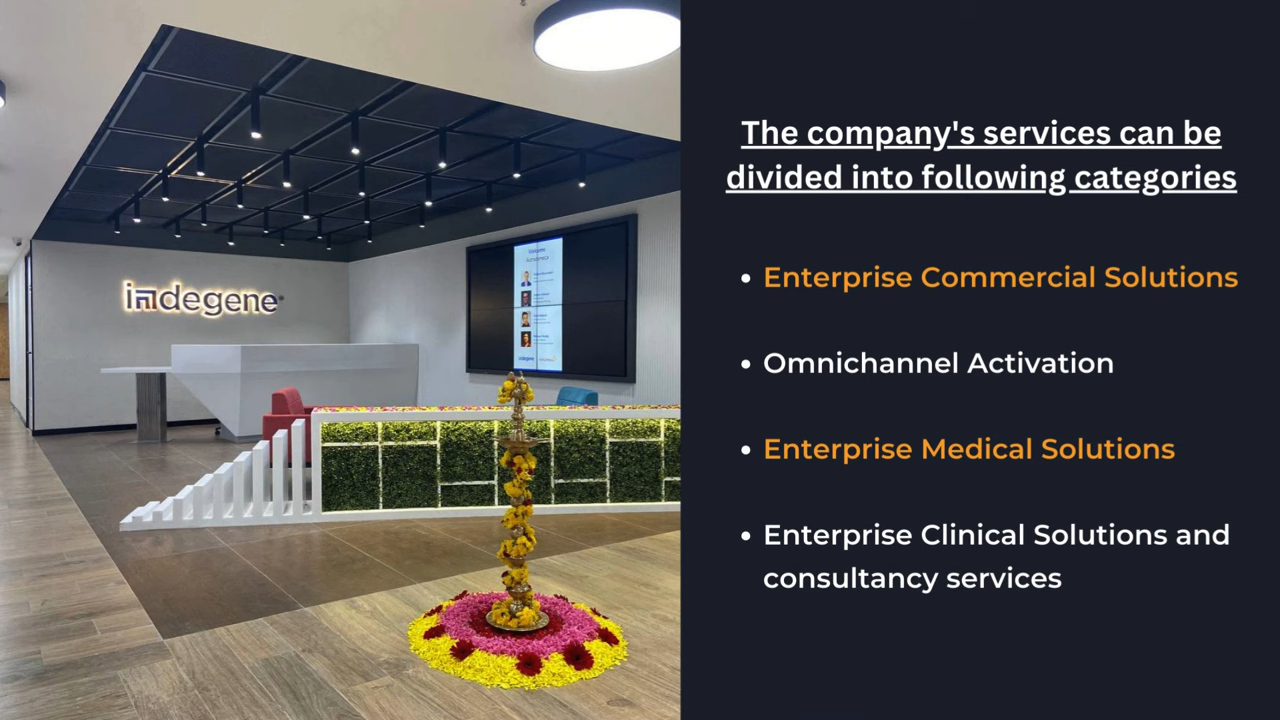 indegene
The company's services can be
divided into following categories
• Enterprise Commercial Solutions
• Omnichannel Activation
• Enterprise Medical Solutions
• Enterprise Clinical Solutions and
consultancy services